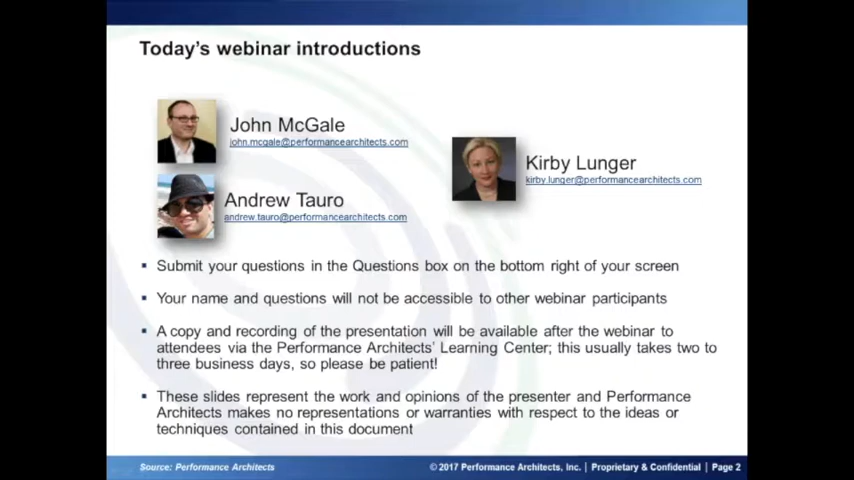 Today's webinar introductions
John McGale
john.mcgale@performancearchitects.com
Kirby Lunger
kirby.lunger@performancearchitects.com
Andrew Tauro
andrew.tauro@performancearchitects.com
▪ Submit your questions in the Questions box on the bottom right of your screen
▪ Your name and questions will not be accessible to other webinar participants
▪ A copy and recording of the presentation will be available after the webinar to
attendees via the Performance Architects' Learning Center; this usually takes two to
three business days, so please be patient!
▪ These slides represent the work and opinions of the presenter and Performance
Architects makes no representations or warranties with respect to the ideas or
techniques contained in this document
Source: Performance Architects
© 2017 Performance Architects, Inc. | Proprietary & Confidential | Page 2